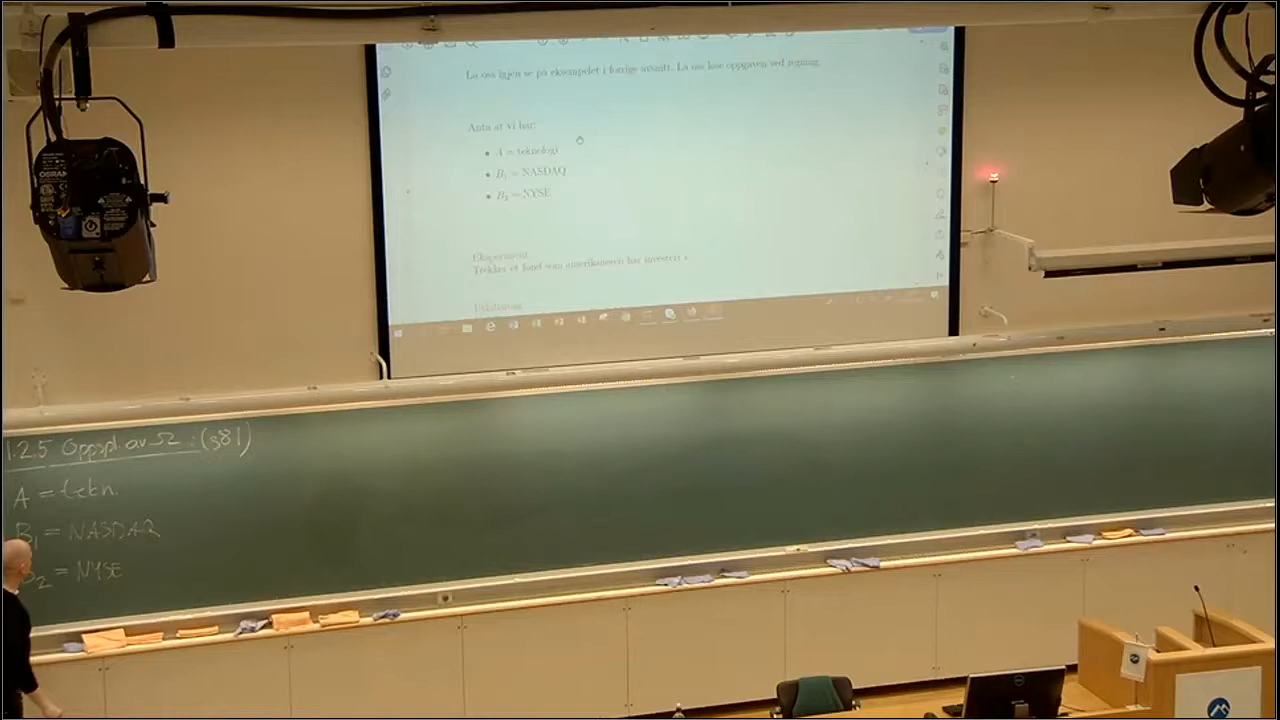 La oss igjen se på eksempelet i forrige avsnitt. La oss løse oppgaven ved regning.
Anta at vi har:
• A = teknologi
• B₁ = NASDAQ
• B₂ = NYSE
Eksperiment
Trekker et fond som amerikaneren har investert i
OSRAM
1.2.5 Oppspl. av Ω : (s81)
A = tekn.
B₁ = NASDAQ
B₂ = NYSE
DELL